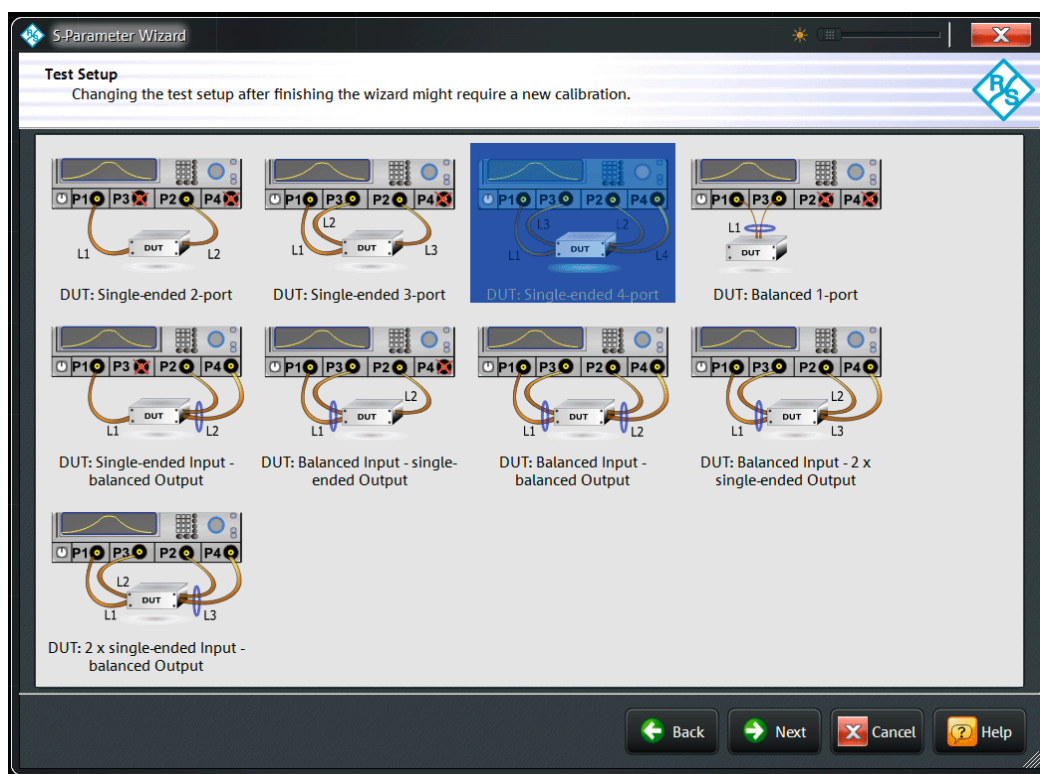 S-Parameter Wizard
Test Setup
Changing the test setup after finishing the wizard might require a new calibration.
R S
P1 P3 P2 P4
L1 DUT L2
DUT: Single-ended 2-port
P1 P3 P2 P4
L2
L1 DUT L3
DUT: Single-ended 3-port
P1 P3 P2 P4
L3 L2
L1 DUT L4
DUT: Single-ended 4-port
P1 P3 P2 P4
L1
DUT
DUT: Balanced 1-port
P1 P3 P2 P4
DUT
L1 L2
DUT: Single-ended Input -
balanced Output
P1 P3 P2 P4
L2
DUT
L1
DUT: Balanced Input - single-
ended Output
P1 P3 P2 P4
DUT
L1 L2
DUT: Balanced Input -
balanced Output
P1 P3 P2 P4
L2
DUT
L1 L3
DUT: Balanced Input - 2 x
single-ended Output
P1 P3 P2 P4
L2
DUT
L1 L3
DUT: 2 x single-ended Input -
balanced Output
Back
Next
Cancel
Help